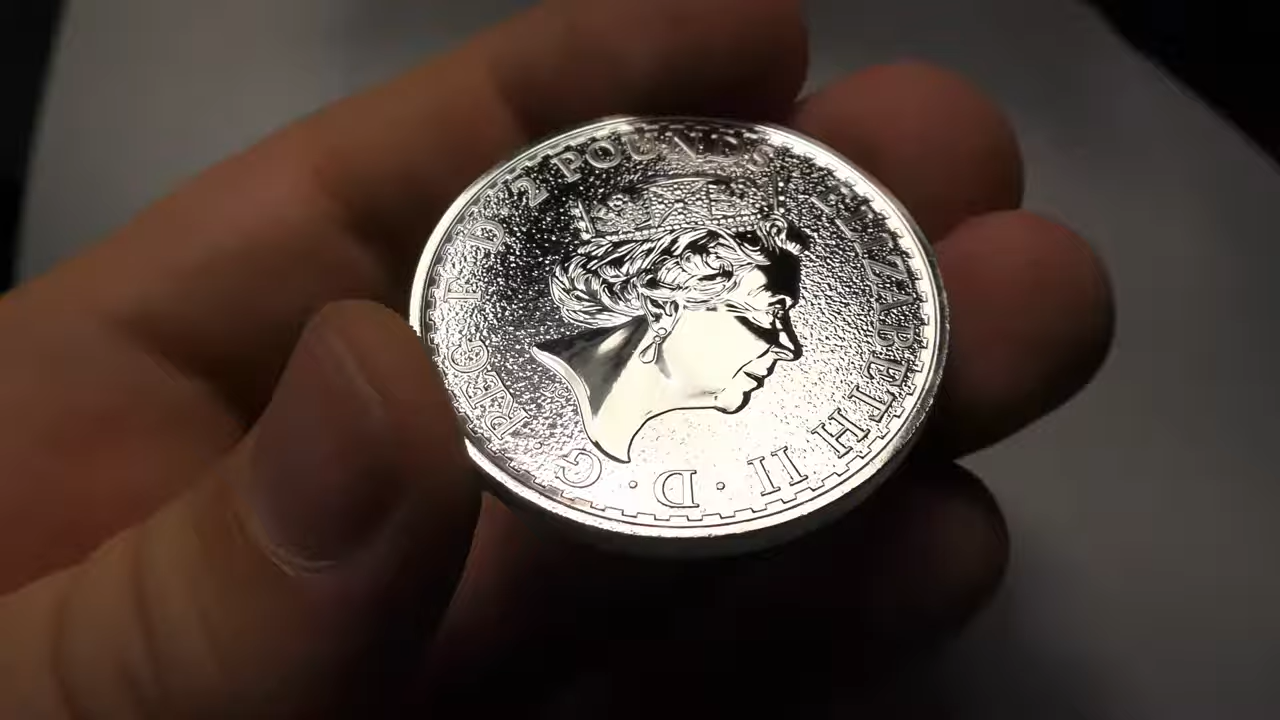 ELIZABETH II · D · G
REG · F · D
2 POUNDS